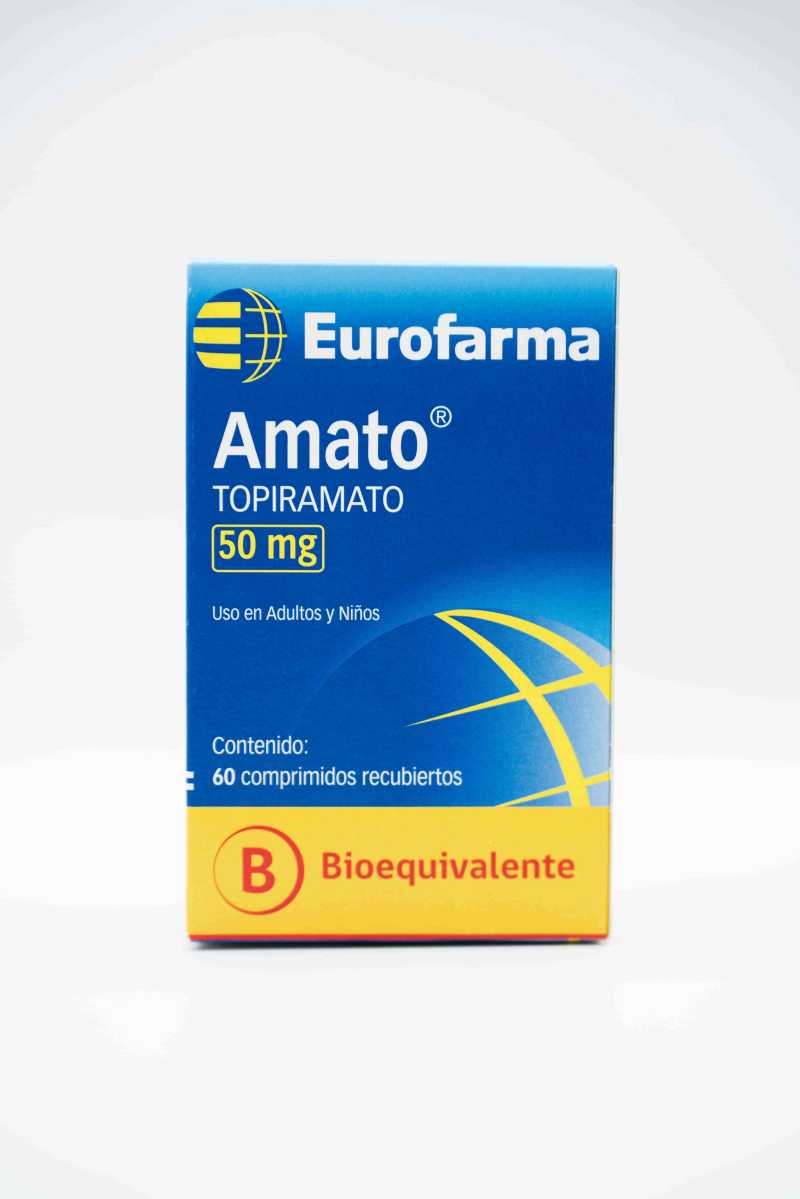 Eurofarma
Amato®
TOPIRAMATO
50 mg
Uso en Adultos y Niños
Contenido:
60 comprimidos recubiertos
B Bioequivalente